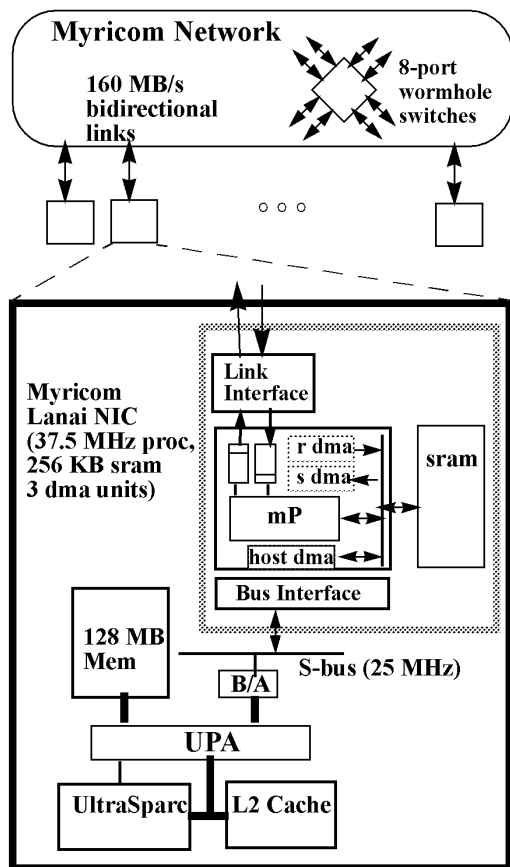 Myricom Network
160 MB/s
bidirectional
links
8-port
wormhole
switches
Myricom
Lanai NIC
(37.5 MHz proc,
256 KB sram
3 dma units)
Link
Interface
r dma
s dma
mP
host dma
sram
Bus Interface
128 MB
Mem
S-bus (25 MHz)
B/A
UPA
UltraSparc
L2 Cache